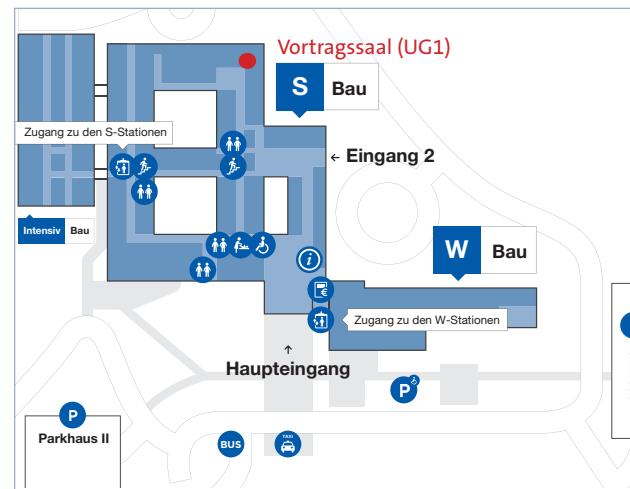 Vortragssaal (UG1)
S Bau
Zugang zu den S-Stationen
Eingang 2
Intensiv Bau
W Bau
i
€
Zugang zu den W-Stationen
Haupteingang
P
P
Parkhaus II
BUS
TAXI